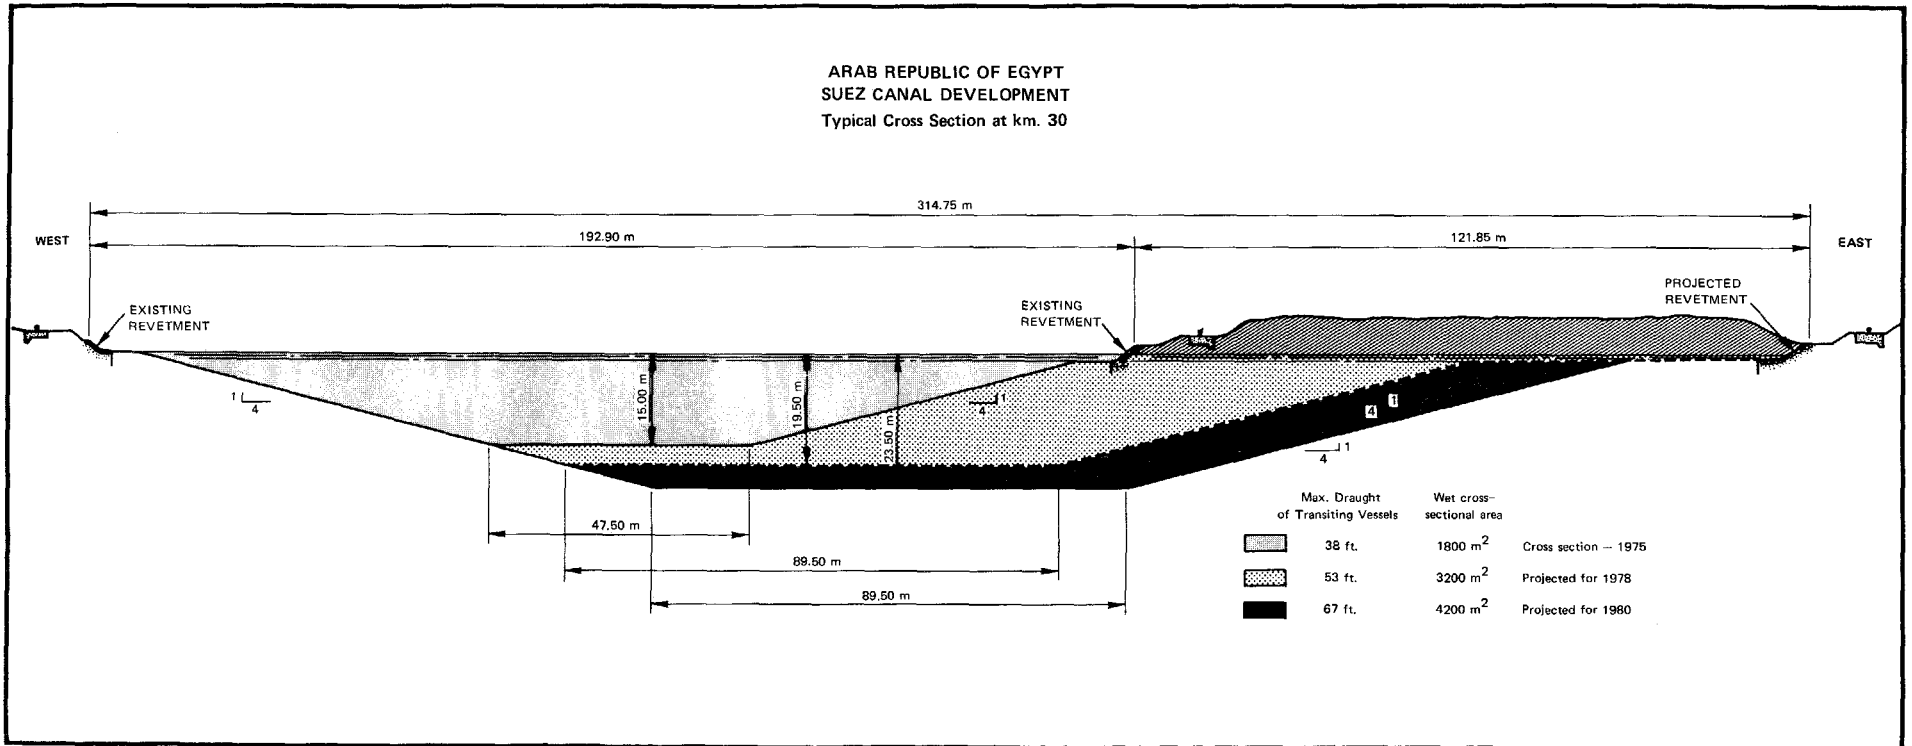 ARAB REPUBLIC OF EGYPT
SUEZ CANAL DEVELOPMENT
Typical Cross Section at km. 30
314.75 m
WEST
192.90 m
121.85 m
EAST
EXISTING
REVETMENT
EXISTING
REVETMENT
PROJECTED
REVETMENT
15.00 m
19.50 m
23.50 m
1
4
1
4
4 1
1
4
47.50 m
89.50 m
89.50 m
Max. Draught
of Transiting Vessels
Wet cross-
sectional area
38 ft. 1800 m² Cross section — 1975
53 ft. 3200 m² Projected for 1978
67 ft. 4200 m² Projected for 1980